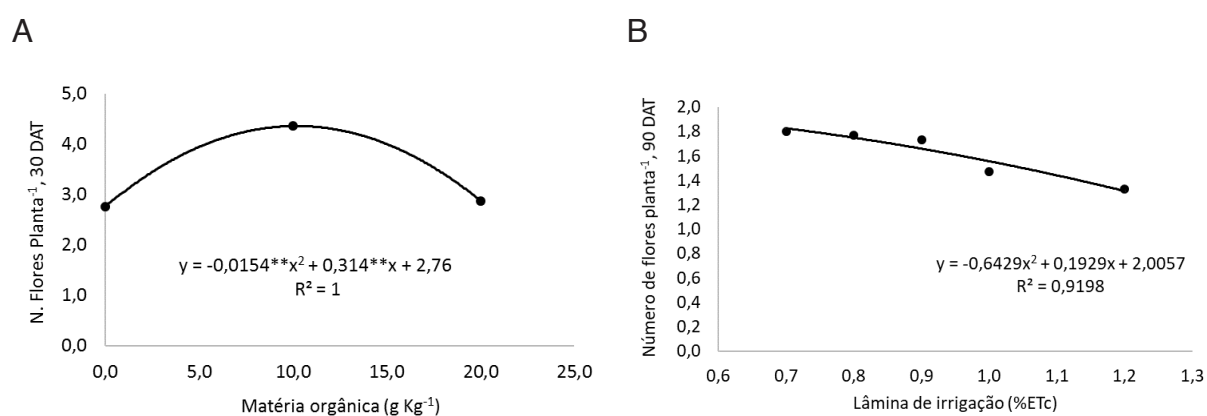 A
N. Flores Planta⁻¹, 30 DAT
5,0
4,0
3,0
2,0
1,0
0,0
y = -0,0154**x² + 0,314**x + 2,76
R² = 1
0,0 5,0 10,0 15,0 20,0 25,0
Matéria orgânica (g Kg⁻¹)
B
Número de flores planta⁻¹, 90 DAT
2,0
1,8
1,6
1,4
1,2
1,0
0,8
0,6
0,4
0,2
0,0
y = -0,6429x² + 0,1929x + 2,0057
R² = 0,9198
0,6 0,7 0,8 0,9 1,0 1,1 1,2 1,3
Lâmina de irrigação (%ETc)